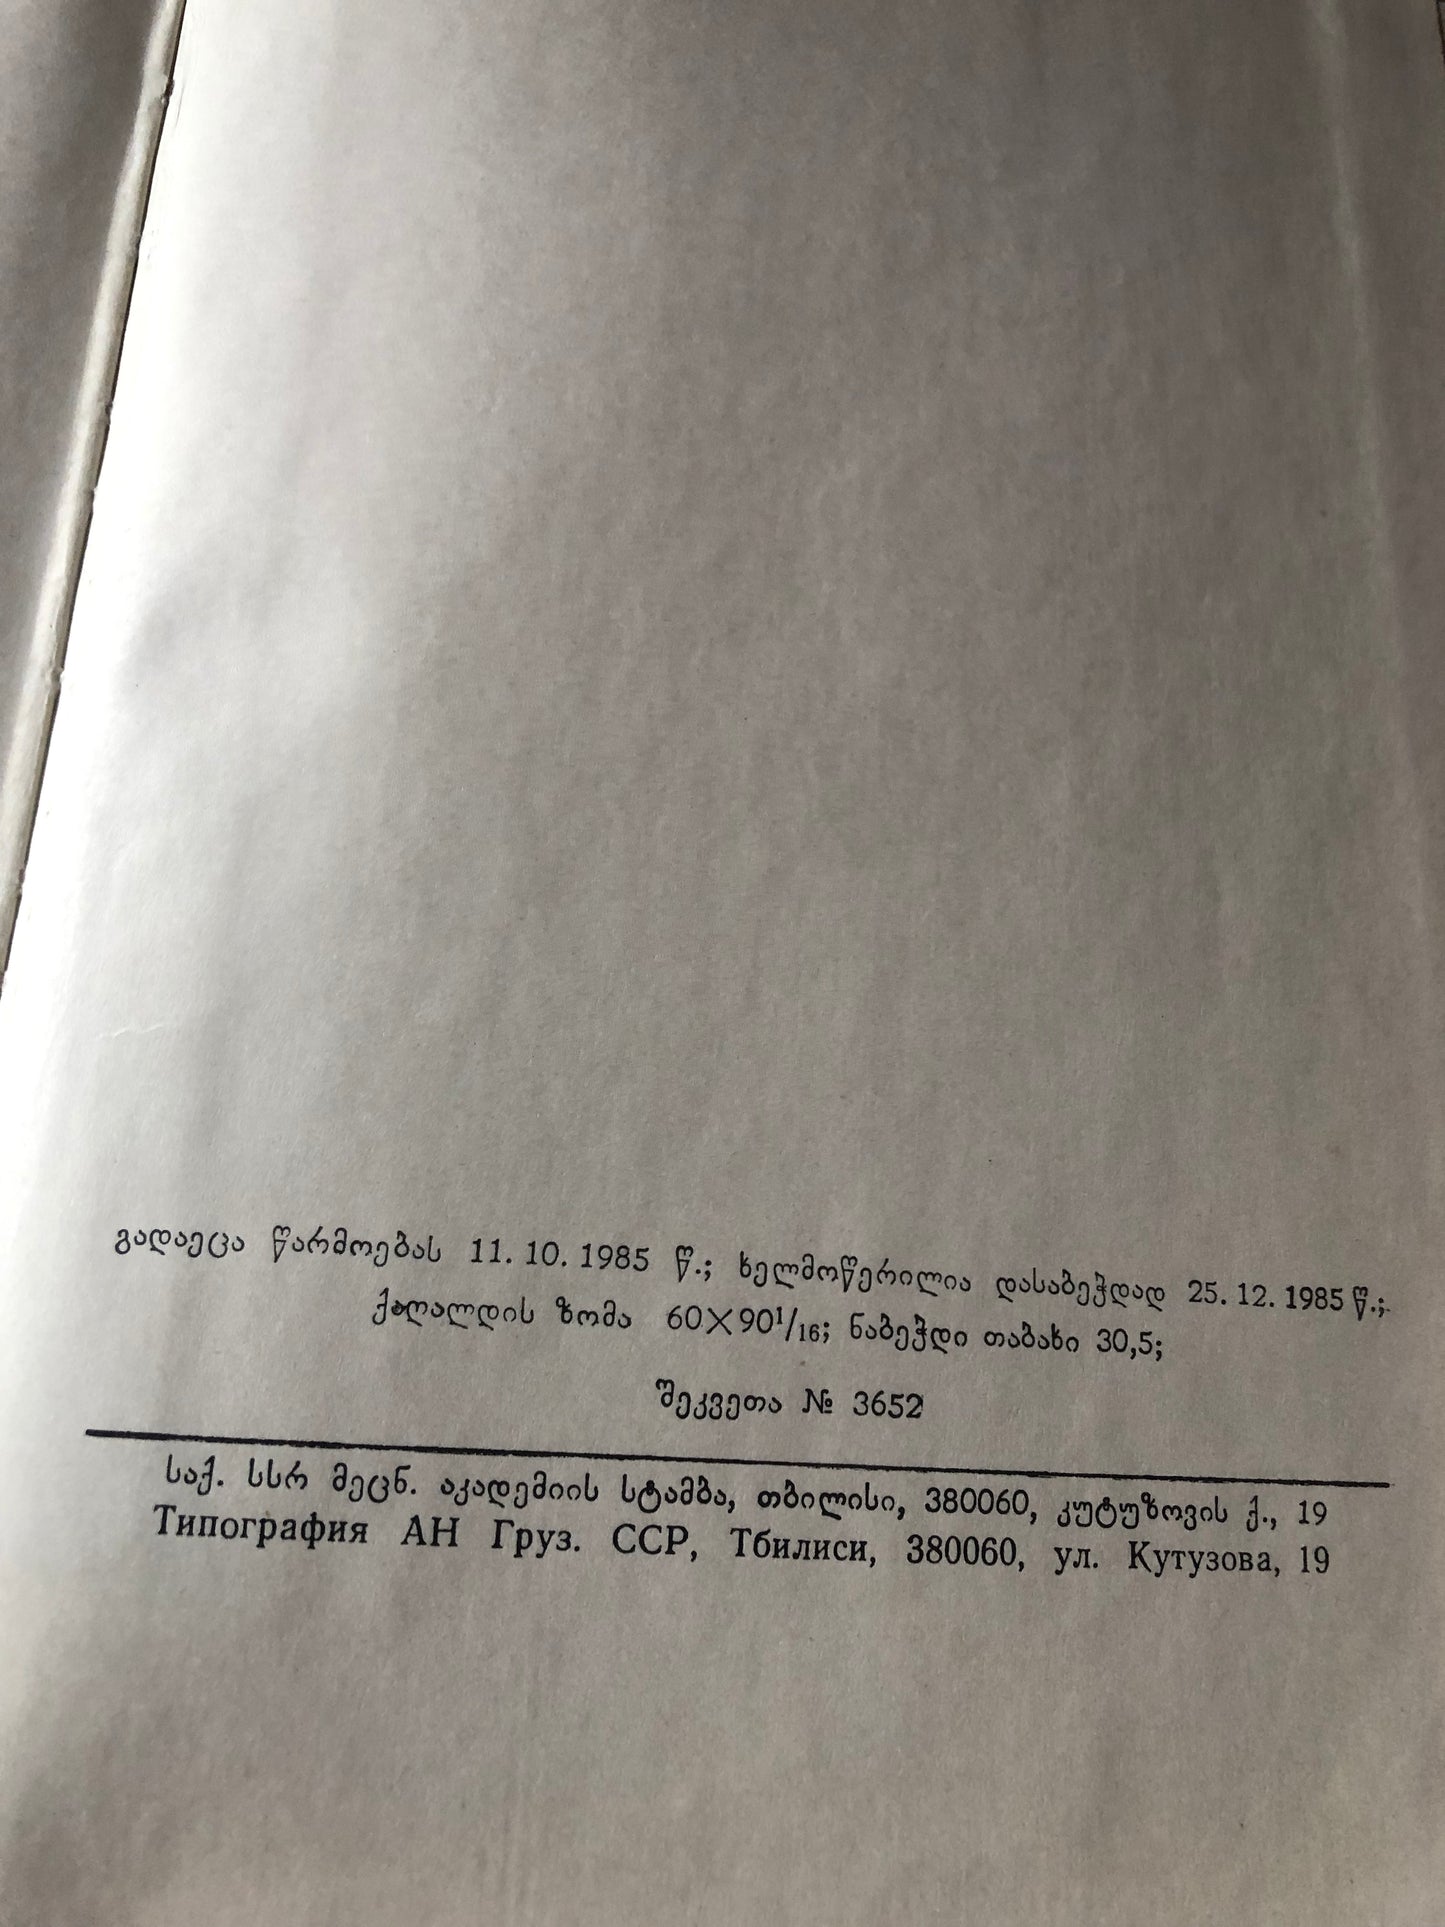 გადაეცა წარმოებას 11. 10. 1985 წ.; ხელმოწერილია დასაბეჭდად 25. 12. 1985 წ.;
ქაღალდის ზომა 60×90¹/₁₆; ნაბეჭდი თაბახი 30,5;
შეკვეთა № 3652
საქ. სსრ მეცნ. აკადემიის სტამბა, თბილისი, 380060, კუტუზოვის ქ., 19
Типография АН Груз. ССР, Тбилиси, 380060, ул. Кутузова, 19